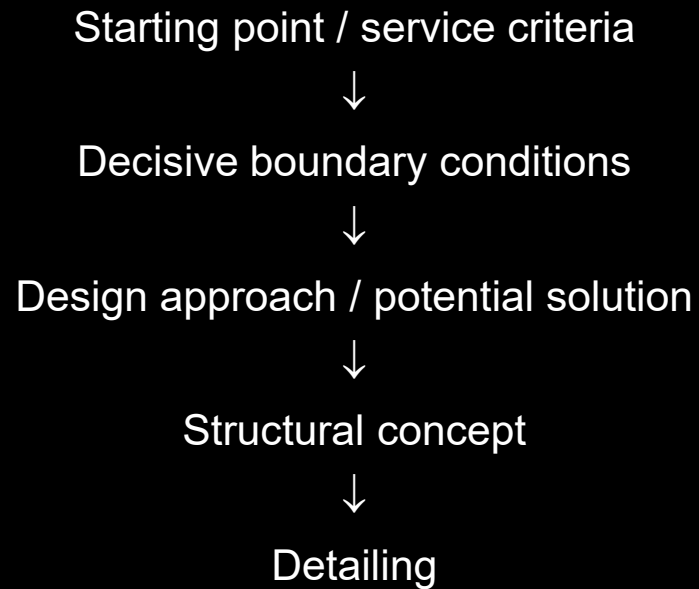 Starting point / service criteria
↓
Decisive boundary conditions
↓
Design approach / potential solution
↓
Structural concept
↓
Detailing